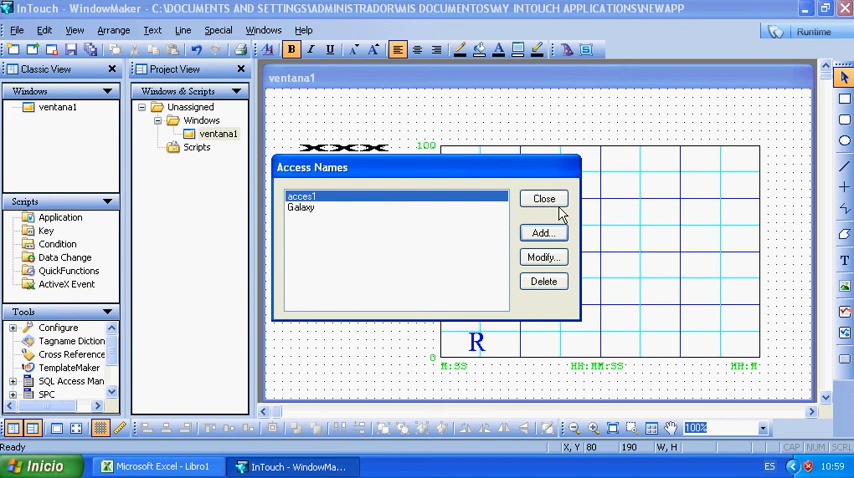 InTouch - WindowMaker - C:\DOCUMENTS AND SETTINGS\ADMINISTRADOR\MIS DOCUMENTOS\MY INTOUCH APPLICATIONS\NEWAPP
File Edit View Arrange Text Line Special Windows Help
Runtime
Classic View
Windows
ventana1
Scripts
Application
Key
Condition
Data Change
QuickFunctions
ActiveX Event
Tools
Configure
Tagname Diction
Cross Reference
TemplateMaker
SQL Access Man
SPC
Project View
Windows & Scripts
Unassigned
Windows
ventana1
Scripts
ventana1
100
0
R
M:SS
HH:MM:SS
HH:M
Access Names
acces1
Galaxy
Close
Add...
Modify...
Delete
100%
Ready
X, Y 80 190 W, H
CAP NUM SCRL
Inicio
Microsoft Excel - Libro1
InTouch - WindowMa...
ES
10:59